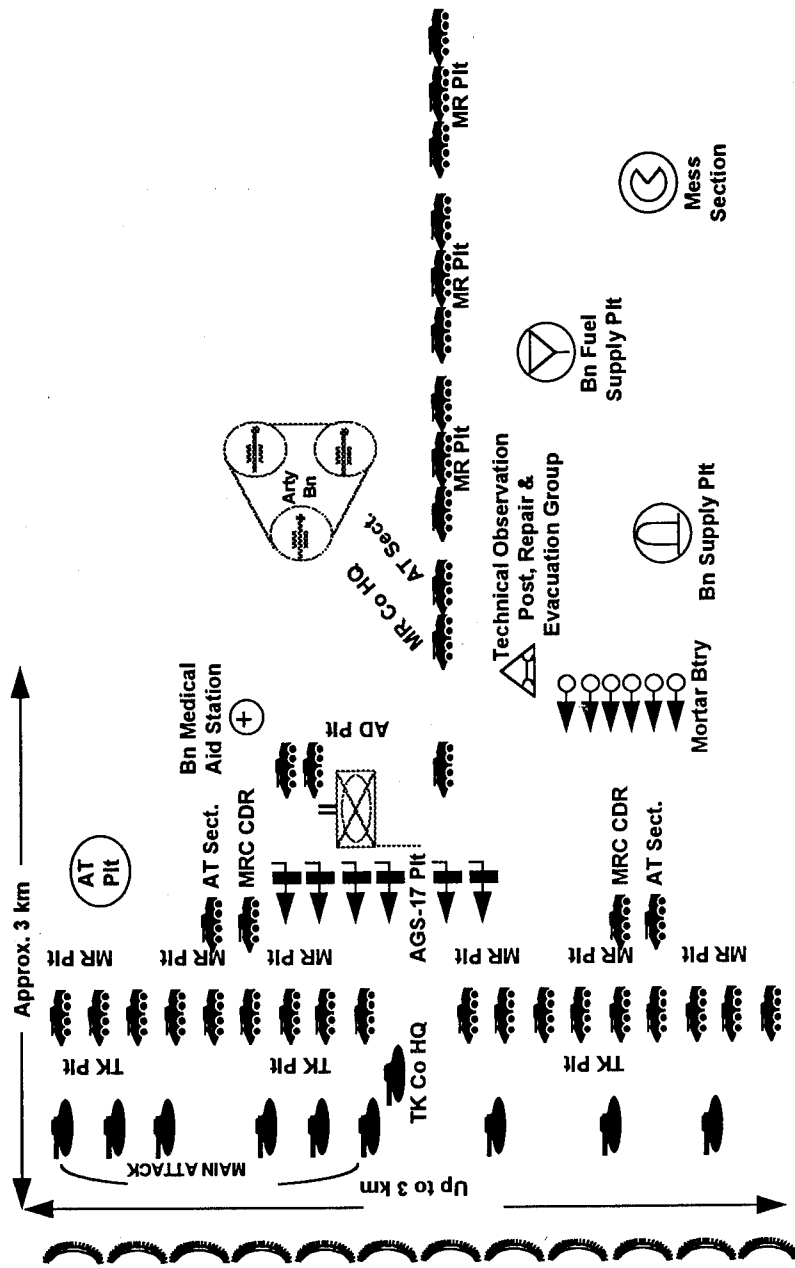 Approx. 3 km
Up to 3 km
MAIN ATTACK
TK Plt
TK Plt
TK Plt
TK Co HQ
MR Plt
MR Plt
MR Plt
MR Plt
MR Plt
MR Plt
AT
Plt
AT Sect.
MRC CDR
AGS-17 Plt
MRC CDR
AT Sect.
Bn Medical
Aid Station
AD Plt
Mortar Btry
MR Co HQ
AT Sect.
Technical Observation
Post, Repair &
Evacuation Group
Arty
Bn
Bn Supply Plt
MR Plt
MR Plt
MR Plt
Bn Fuel
Supply Plt
Mess
Section